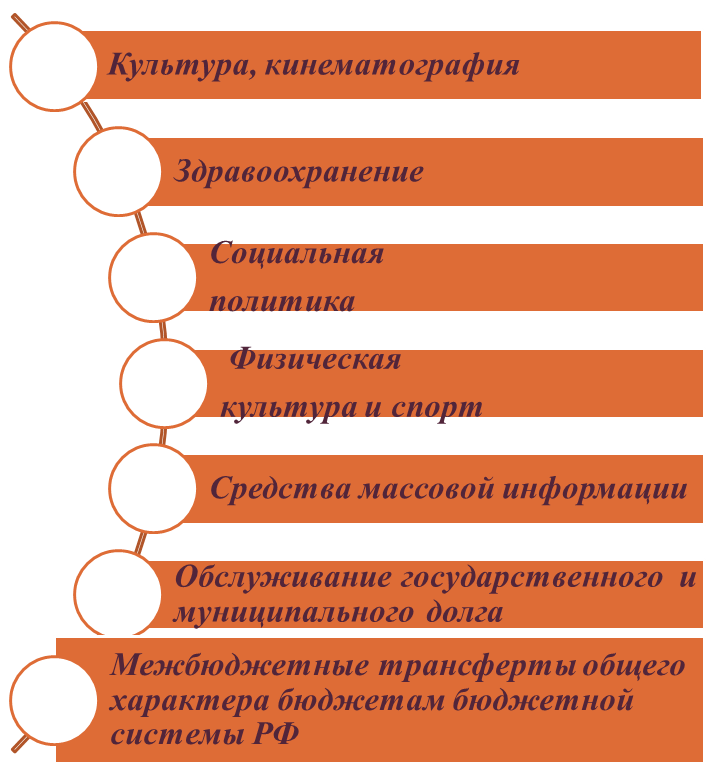 Культура, кинематография
Здравоохранение
Социальная
политика
Физическая
культура и спорт
Средства массовой информации
Обслуживание государственного и
муниципального долга
Межбюджетные трансферты общего
характера бюджетам бюджетной
системы РФ